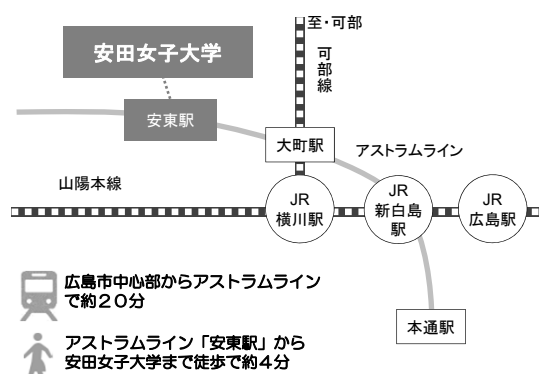 至・可部
可部線
安田女子大学
安東駅
大町駅
アストラムライン
山陽本線
JR
横川駅
JR
新白島
駅
JR
広島駅
広島市中心部からアストラムライン
で約２０分
本通駅
アストラムライン「安東駅」から
安田女子大学まで徒歩で約４分